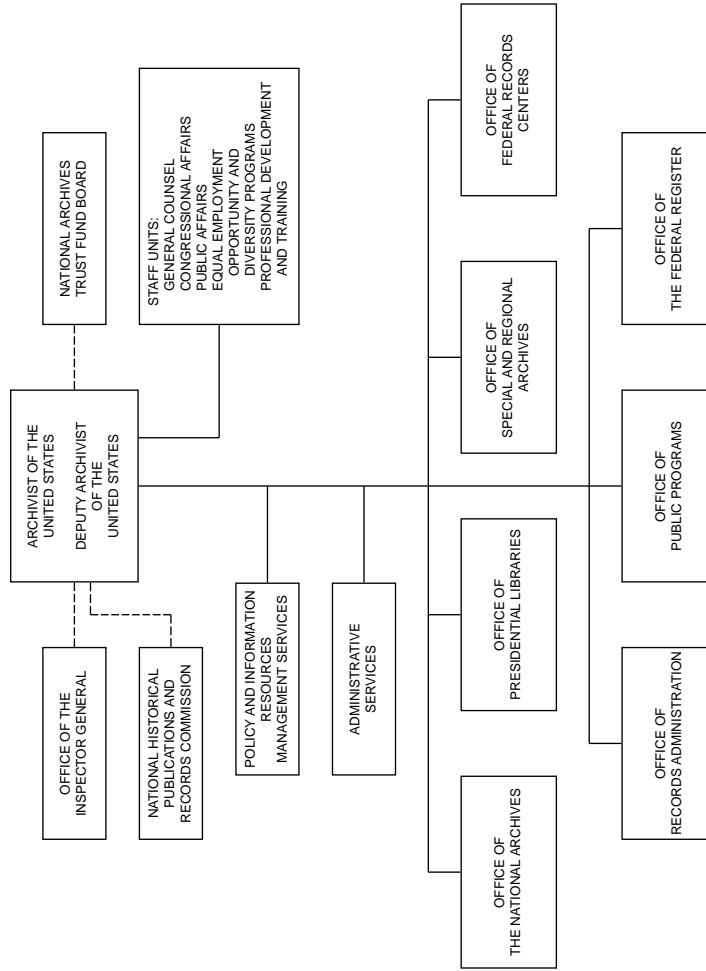 ARCHIVIST OF THE
UNITED STATES
DEPUTY ARCHIVIST
OF THE
UNITED STATES
OFFICE OF THE
INSPECTOR GENERAL
NATIONAL ARCHIVES
TRUST FUND BOARD
NATIONAL HISTORICAL
PUBLICATIONS AND
RECORDS COMMISSION
STAFF UNITS:
GENERAL COUNSEL
CONGRESSIONAL AFFAIRS
PUBLIC AFFAIRS
EQUAL EMPLOYMENT
OPPORTUNITY AND
DIVERSITY PROGRAMS
PROFESSIONAL DEVELOPMENT
AND TRAINING
POLICY AND INFORMATION
RESOURCES
MANAGEMENT SERVICES
ADMINISTRATIVE
SERVICES
OFFICE OF
THE NATIONAL ARCHIVES
OFFICE OF
PRESIDENTIAL LIBRARIES
OFFICE OF
SPECIAL AND REGIONAL
ARCHIVES
OFFICE OF
FEDERAL RECORDS
CENTERS
OFFICE OF
RECORDS ADMINISTRATION
OFFICE OF
PUBLIC PROGRAMS
OFFICE OF
THE FEDERAL REGISTER